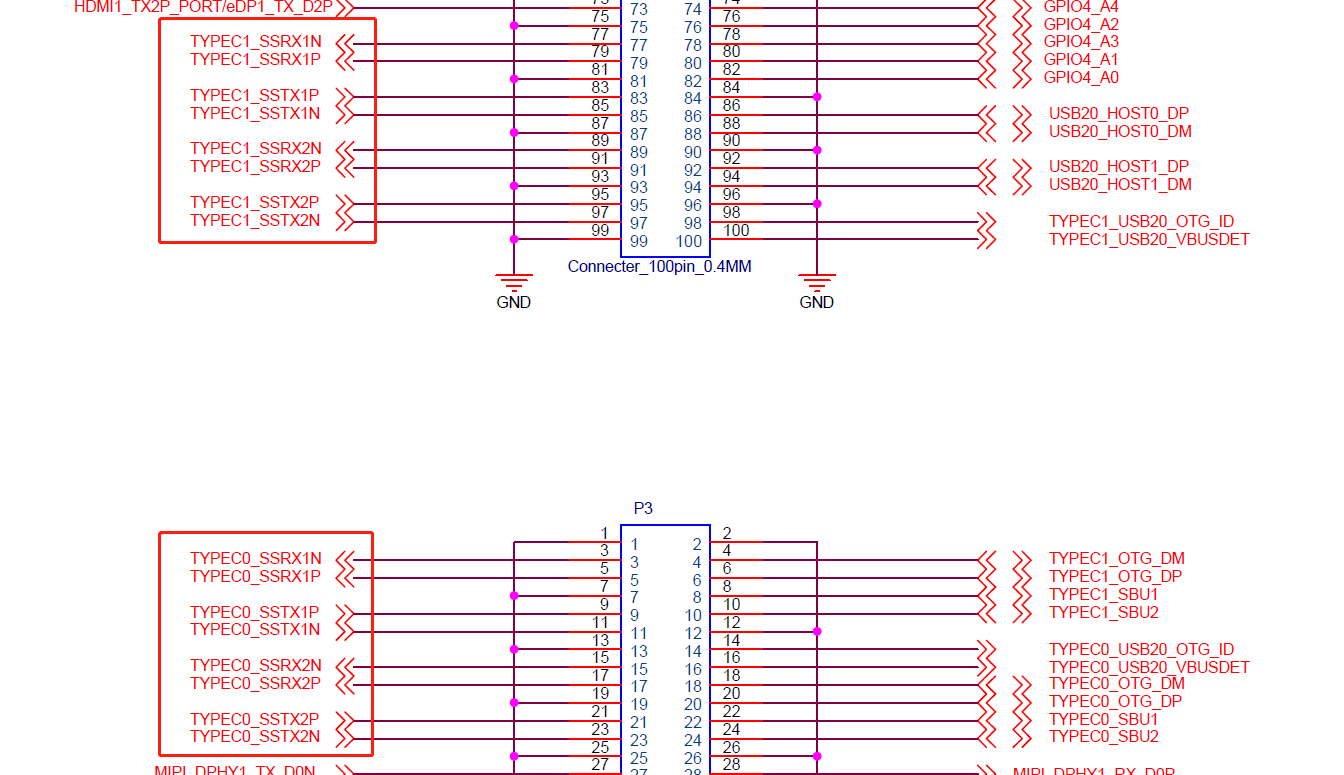 HDMI1_TX2P_PORT/eDP1_TX_D2P 73 74 GPIO4_A4
75 75 76 76 GPIO4_A2
TYPEC1_SSRX1N 77 77 78 78 GPIO4_A3
TYPEC1_SSRX1P 79 79 80 80 GPIO4_A1
81 81 82 82 GPIO4_A0
TYPEC1_SSTX1P 83 83 84 84
TYPEC1_SSTX1N 85 85 86 86 USB20_HOST0_DP
87 87 88 88 USB20_HOST0_DM
TYPEC1_SSRX2N 89 89 90 90
TYPEC1_SSRX2P 91 91 92 92 USB20_HOST1_DP
93 93 94 94 USB20_HOST1_DM
TYPEC1_SSTX2P 95 95 96 96
TYPEC1_SSTX2N 97 97 98 98 TYPEC1_USB20_OTG_ID
99 99 100 100 TYPEC1_USB20_VBUSDET
Connecter_100pin_0.4MM
GND GND
P3
1 1 2 2
TYPEC0_SSRX1N 3 3 4 4 TYPEC1_OTG_DM
TYPEC0_SSRX1P 5 5 6 6 TYPEC1_OTG_DP
7 7 8 8 TYPEC1_SBU1
TYPEC0_SSTX1P 9 9 10 10 TYPEC1_SBU2
TYPEC0_SSTX1N 11 11 12 12
13 13 14 14 TYPEC0_USB20_OTG_ID
TYPEC0_SSRX2N 15 15 16 16 TYPEC0_USB20_VBUSDET
TYPEC0_SSRX2P 17 17 18 18 TYPEC0_OTG_DM
19 19 20 20 TYPEC0_OTG_DP
TYPEC0_SSTX2P 21 21 22 22 TYPEC0_SBU1
TYPEC0_SSTX2N 23 23 24 24 TYPEC0_SBU2
25 25 26 26
MIPI_DPHY1_TX_D0N 27 27 28 28 MIPI_DPHY1_RX_D0P